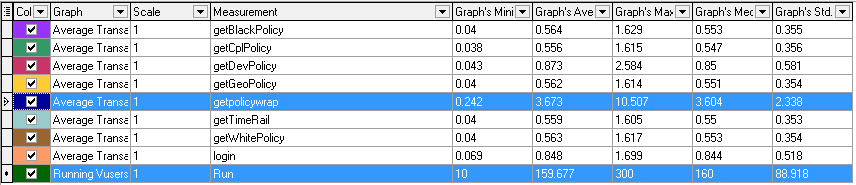 Col Graph Scale Measurement Graph's Mini Graph's Ave Graph's Max Graph's Med Graph's Std.
Average Transa 1 getBlackPolicy 0.04 0.564 1.629 0.553 0.355
Average Transa 1 getCplPolicy 0.038 0.556 1.615 0.547 0.356
Average Transa 1 getDevPolicy 0.043 0.873 2.584 0.85 0.581
Average Transa 1 getGeoPolicy 0.04 0.562 1.614 0.551 0.354
Average Transa 1 getpolicywrap 0.242 3.673 10.507 3.604 2.338
Average Transa 1 getTimeRail 0.04 0.559 1.605 0.55 0.353
Average Transa 1 getWhitePolicy 0.04 0.563 1.617 0.553 0.354
Average Transa 1 login 0.069 0.848 1.699 0.844 0.518
Running Vusers 1 Run 10 159.677 300 160 88.918